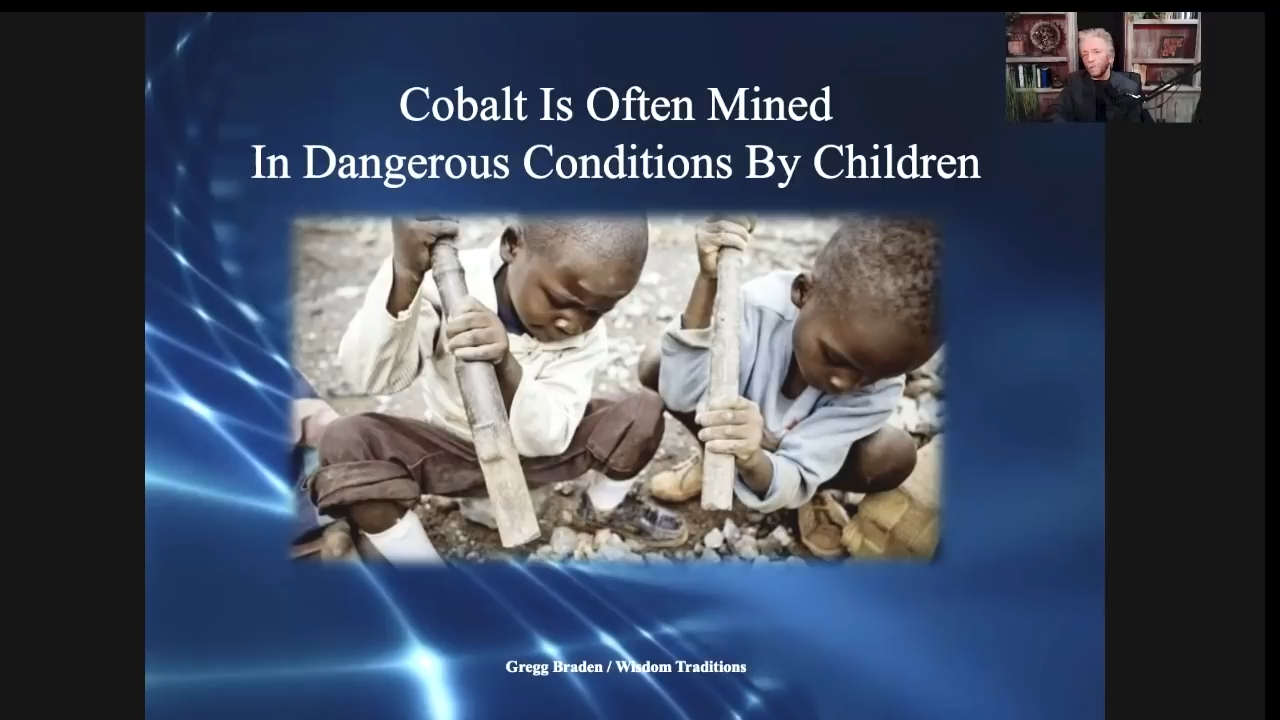 Cobalt Is Often Mined
In Dangerous Conditions By Children
Gregg Braden / Wisdom Traditions